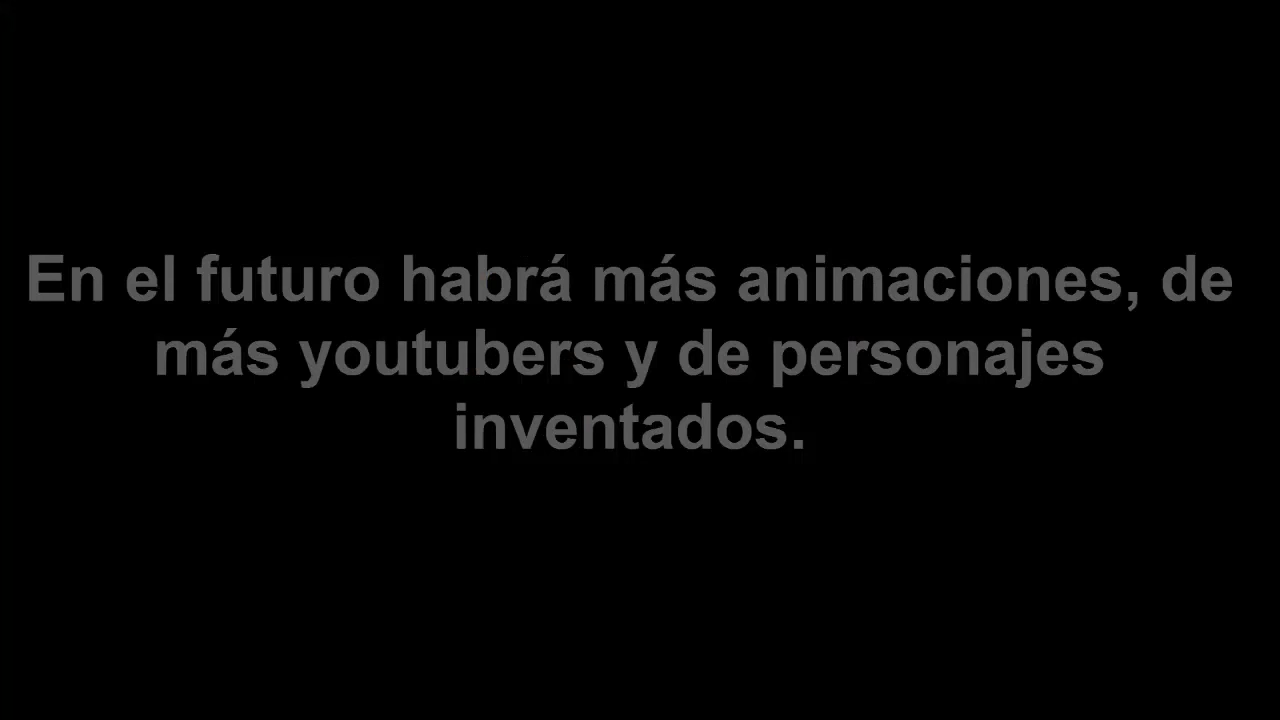 En el futuro habrá más animaciones, de
más youtubers y de personajes
inventados.